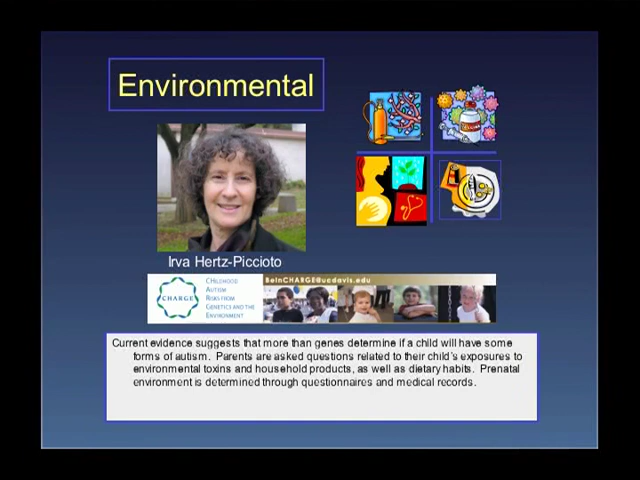 Environmental
Irva Hertz-Piccioto
CHARGE
CHILDHOOD
AUTISM
RISKS FROM
GENETICS AND THE
ENVIRONMENT
BeInCHARGE@ucdavis.edu
Current evidence suggests that more than genes determine if a child will have some
forms of autism. Parents are asked questions related to their child's exposures to
environmental toxins and household products, as well as dietary habits. Prenatal
environment is determined through questionnaires and medical records.